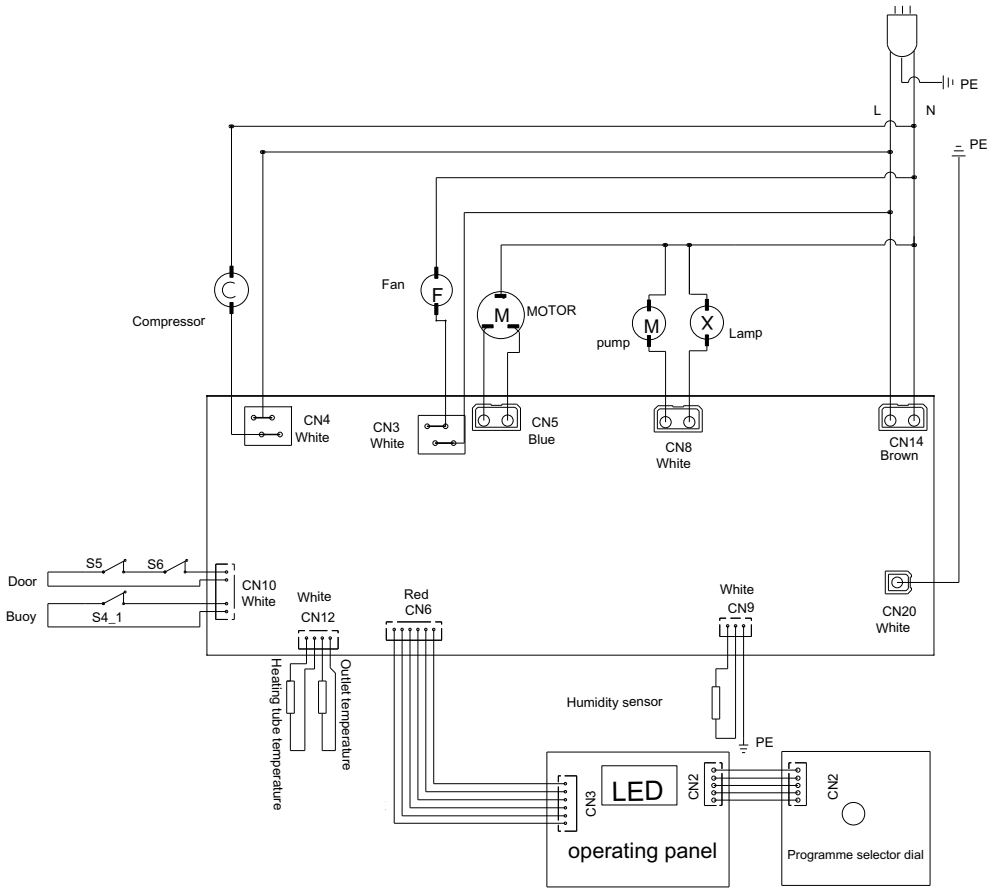 PE
L N
PE
Fan
F
C
M
MOTOR
M
X
Compressor
pump
Lamp
CN4
White
CN3
White
CN5
Blue
CN8
White
CN14
Brown
S5
S6
Door
CN10
White
Buoy
S4_1
White
CN12
Red
CN6
White
CN9
CN20
White
Heating tube temperature
Outlet temperature
Humidity sensor
PE
CN3
LED
CN2
CN2
operating panel
Programme selector dial